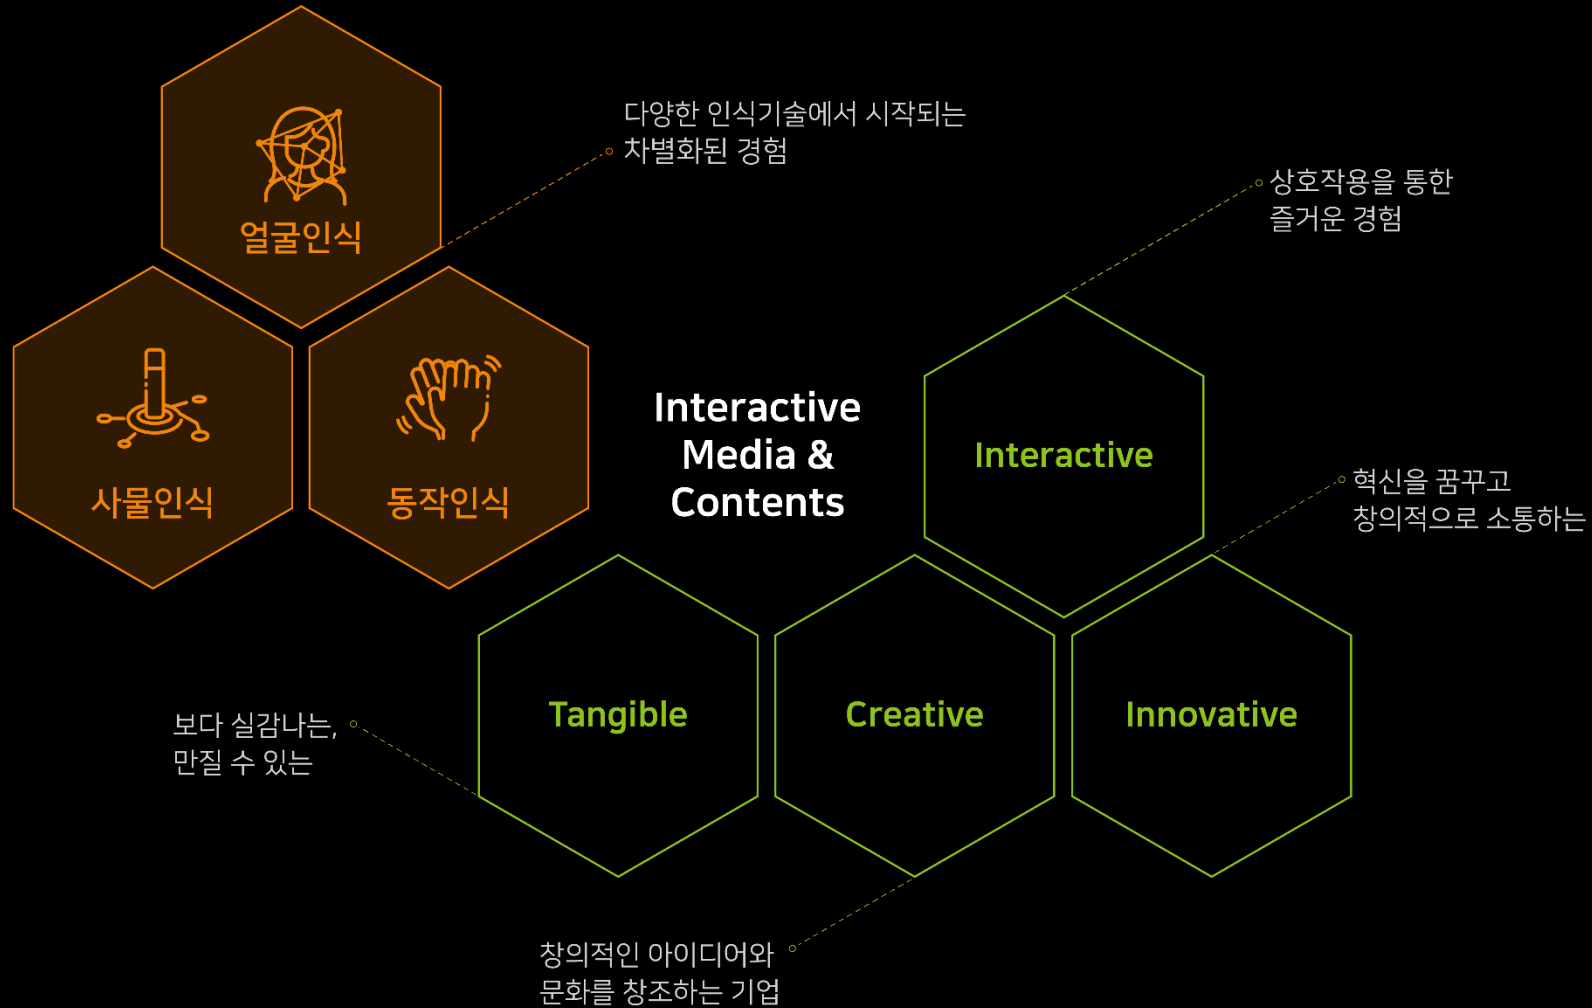 다양한 인식기술에서 시작되는
차별화된 경험
얼굴인식
사물인식
동작인식
Interactive
Media &
Contents
상호작용을 통한
즐거운 경험
Interactive
혁신을 꿈꾸고
창의적으로 소통하는
Tangible
Creative
Innovative
보다 실감나는,
만질 수 있는
창의적인 아이디어와
문화를 창조하는 기업